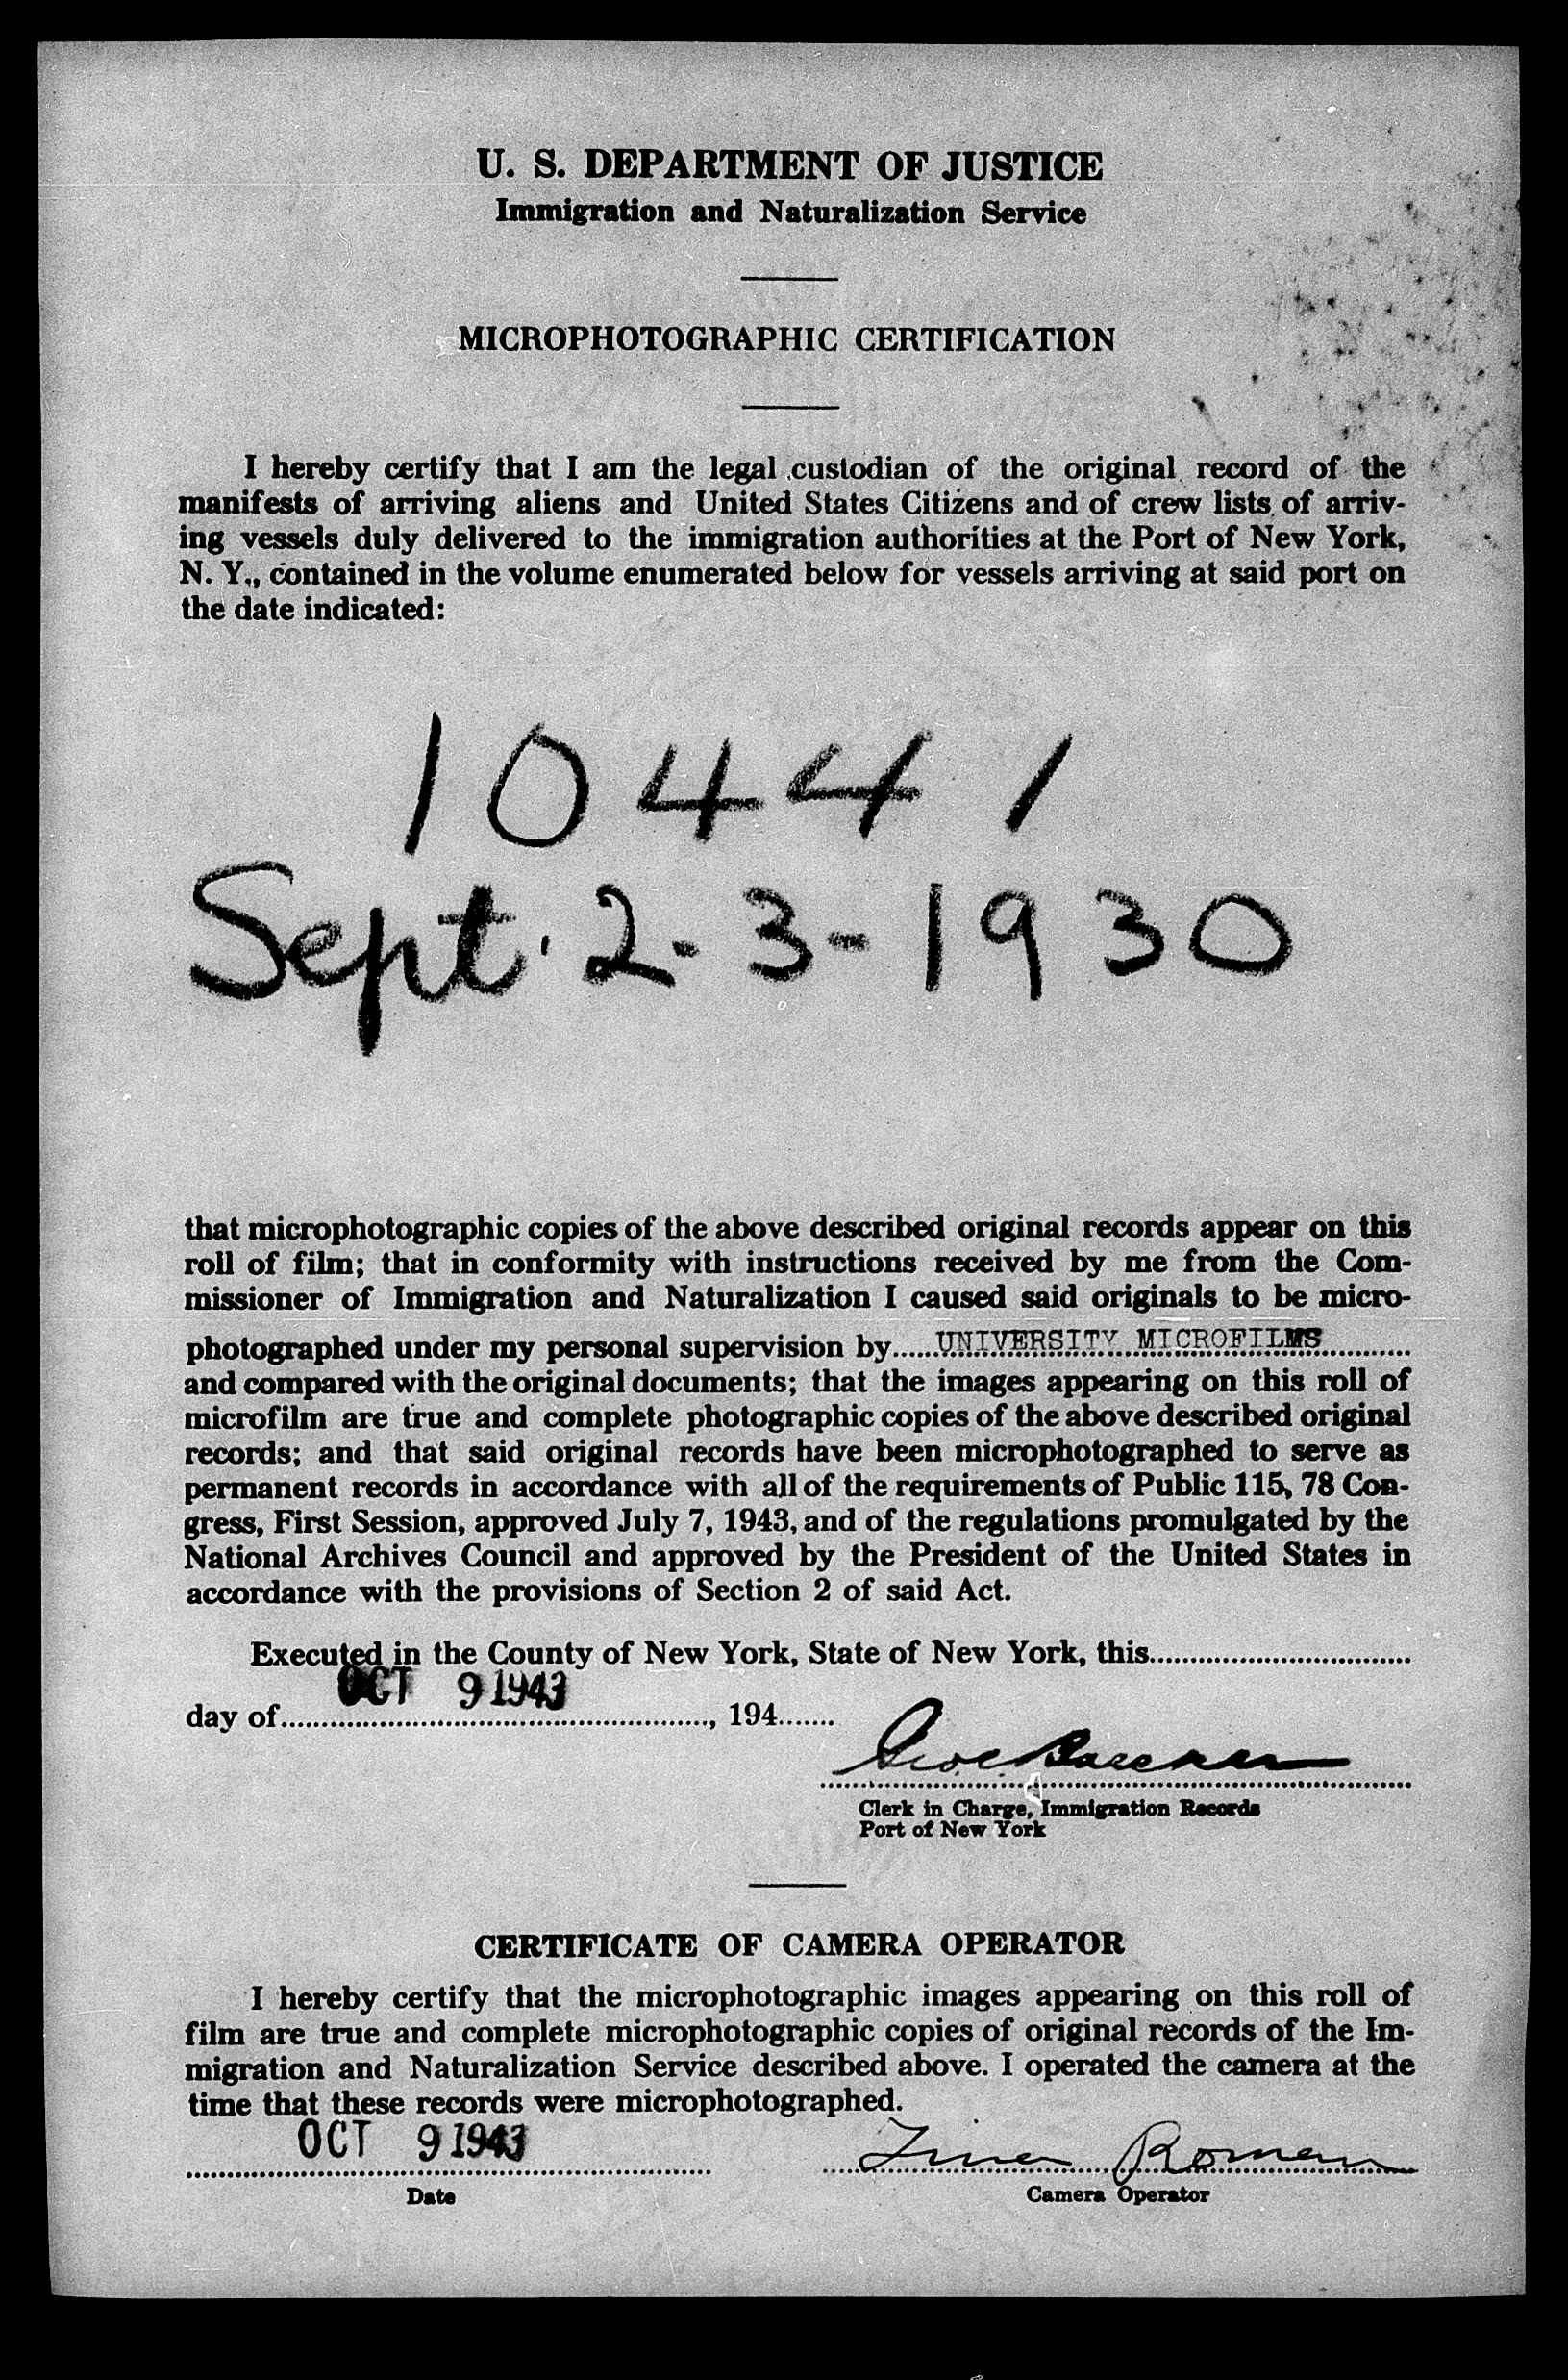 U. S. DEPARTMENT OF JUSTICE
Immigration and Naturalization Service
MICROPHOTOGRAPHIC CERTIFICATION
I hereby certify that I am the legal custodian of the original record of the
manifests of arriving aliens and United States Citizens and of crew lists of arriv-
ing vessels duly delivered to the immigration authorities at the Port of New York,
N. Y., contained in the volume enumerated below for vessels arriving at said port on
the date indicated:
10441
Sept. 2-3-1930
that microphotographic copies of the above described original records appear on this
roll of film; that in conformity with instructions received by me from the Com-
missioner of Immigration and Naturalization I caused said originals to be micro-
photographed under my personal supervision by......UNIVERSITY MICROFILMS............
and compared with the original documents; that the images appearing on this roll of
microfilm are true and complete photographic copies of the above described original
records; and that said original records have been microphotographed to serve as
permanent records in accordance with all of the requirements of Public 115, 78 Con-
gress, First Session, approved July 7, 1943, and of the regulations promulgated by the
National Archives Council and approved by the President of the United States in
accordance with the provisions of Section 2 of said Act.
Executed in the County of New York, State of New York, this................................
OCT 9 1943
day of...................................................., 194.......
Clerk in Charge, Immigration Records
Port of New York
CERTIFICATE OF CAMERA OPERATOR
I hereby certify that the microphotographic images appearing on this roll of
film are true and complete microphotographic copies of original records of the Im-
migration and Naturalization Service described above. I operated the camera at the
time that these records were microphotographed.
OCT 9 1943 Roman
Date Camera Operator